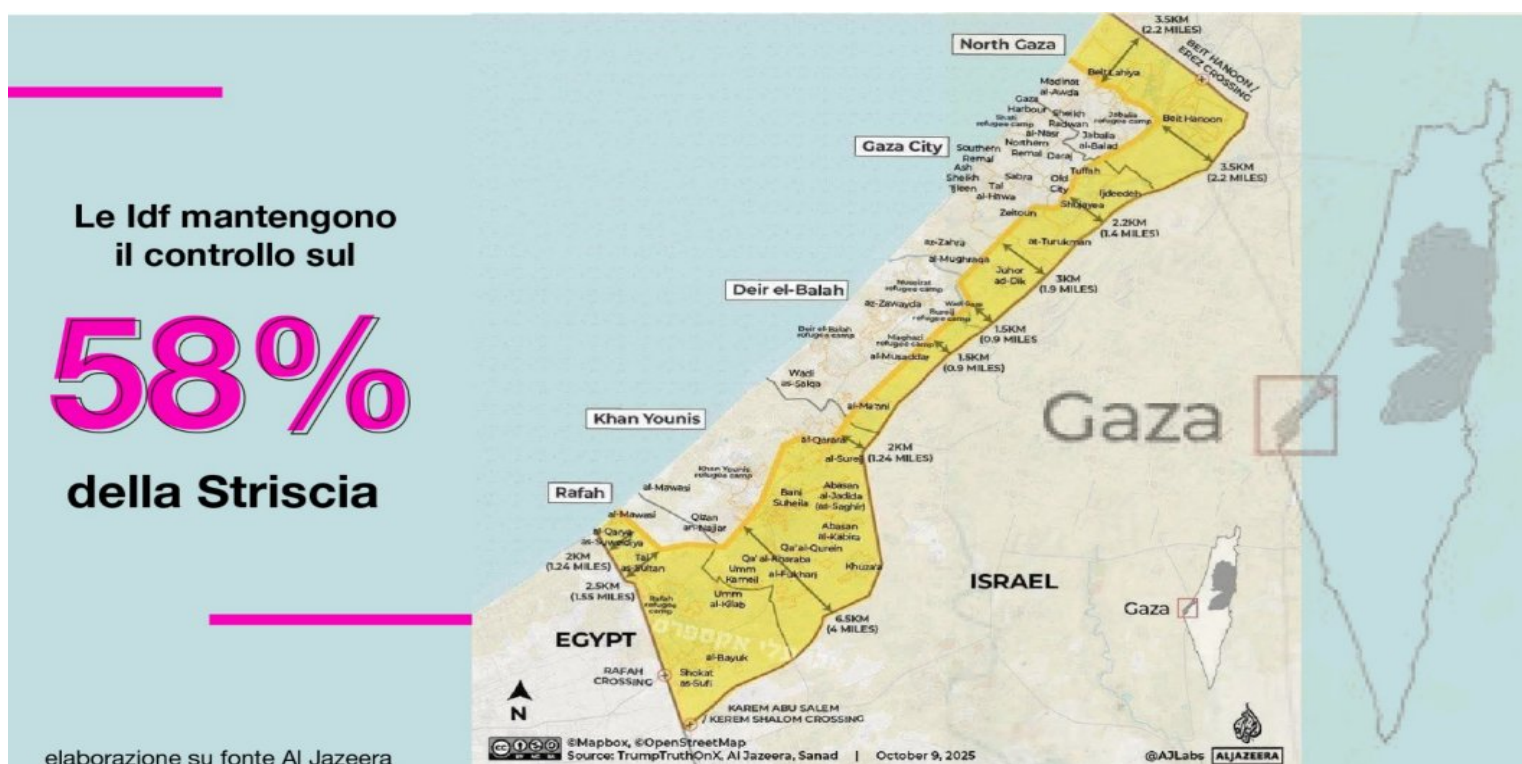 Le Idf mantengono
il controllo sul
58%
della Striscia
elaborazione su fonte Al Jazeera
3.5KM
(2.2 MILES)
North Gaza
BEIT HANOON /
EREZ CROSSING
Beit Lahiya
Madinat
al-Awda
Gaza
Harbour
Shati
refugee camp
Sheikh
Radwan
Jabalia
refugee camp
Beit Hanoon
al-Nasr
Jabalia
al-Balad
Gaza City
Southern
Remal
Northern
Remal
Daraj
Tuffah
3.5KM
(2.2 MILES)
Ash
Sheikh
Ijleen
Tal
al-Hawa
Sabra
Old
City
Ijdeedeh
Shujayea
Zeitoun
2.2KM
(1.4 MILES)
az-Zahra
at-Turukman
al-Mughraqa
Juhor
ad-Dik
3KM
(1.9 MILES)
Deir el-Balah
Nuseirat
refugee camp
az-Zawayda
Wadi Gaza
Bureij
refugee camp
1.5KM
(0.9 MILES
Deir el-Balah
refugee camp
Maghazi
refugee camp
al-Musaddar
1.5KM
(0.9 MILES)
Wadi
as-Salqa
Gaza
al-Ma'ani
Khan Younis
al-Qarara
2KM
(1.24 MILES)
al-Sureij
Khan Younis
refugee camp
Rafah
al-Mawasi
Bani
Suheila
Abasan
al-Jadida
(as-Saghir)
al-Mawasi
Qizan
an-Najjar
Abasan
al-Kabira
al-Qarya
as-Suwaidiya
Qa'al-Qurein
2KM
(1.24 MILES)
Tal
as-Sultan
Qa' al-Kharaba
Khuza'a
Umm
Kameil
al-Fukhari
2.5KM
(1.55 MILES)
Rafah
refugee
camp
Umm
al-Kilab
ISRAEL
Gaza
6.5KM
(4 MILES)
EGYPT
al-Bayuk
RAFAH
CROSSING
Shokat
as-Sufi
N
KAREM ABU SALEM
/ KEREM SHALOM CROSSING
©Mapbox, ©OpenStreetMap
Source: TrumpTruthOnX, Al Jazeera, Sanad | October 9, 2025
@AJLabs ALJAZEERA